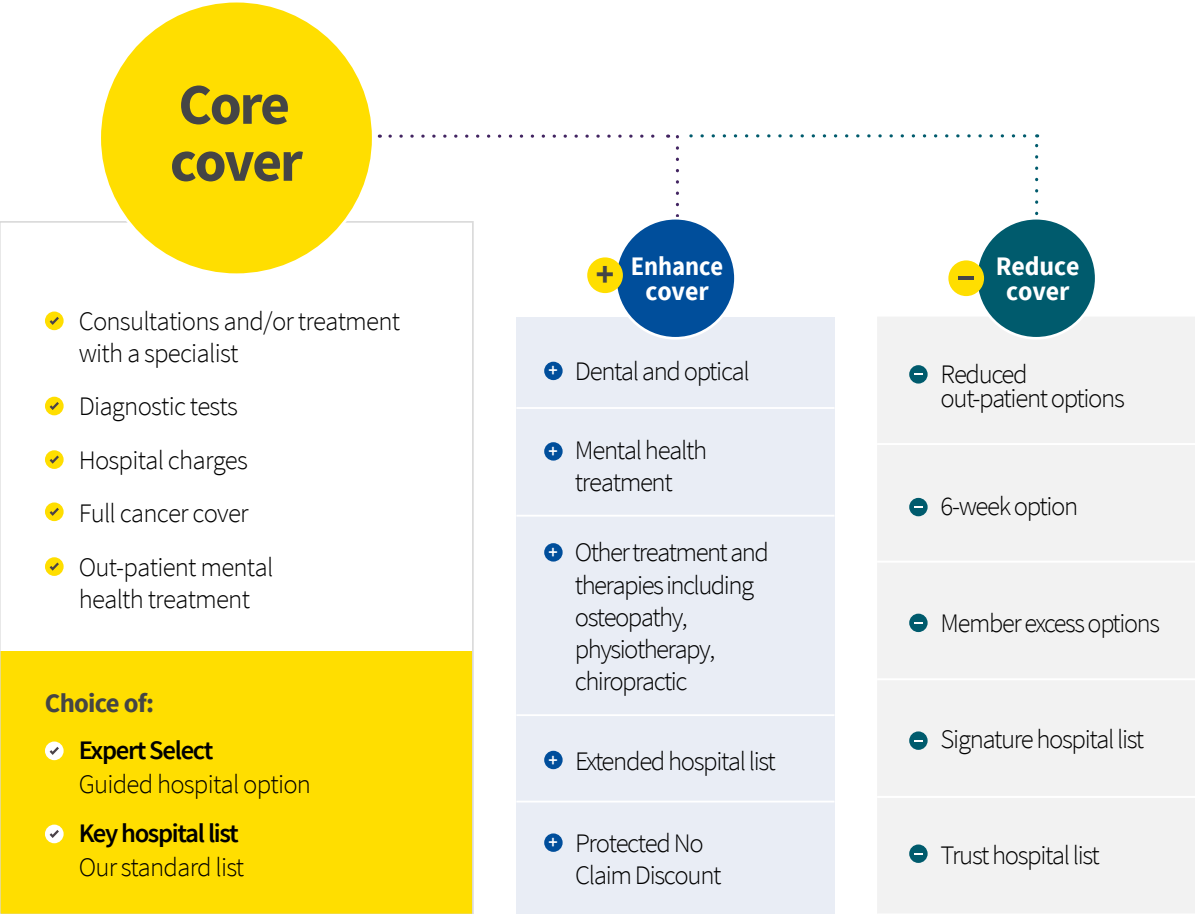 Core
cover
Consultations and/or treatment
with a specialist
Diagnostic tests
Hospital charges
Full cancer cover
Out-patient mental
health treatment
Choice of:
Expert Select
Guided hospital option
Key hospital list
Our standard list
Enhance
cover
Dental and optical
Mental health
treatment
Other treatment and
therapies including
osteopathy,
physiotherapy,
chiropractic
Extended hospital list
Protected No
Claim Discount
Reduce
cover
Reduced
out-patient options
6-week option
Member excess options
Signature hospital list
Trust hospital list